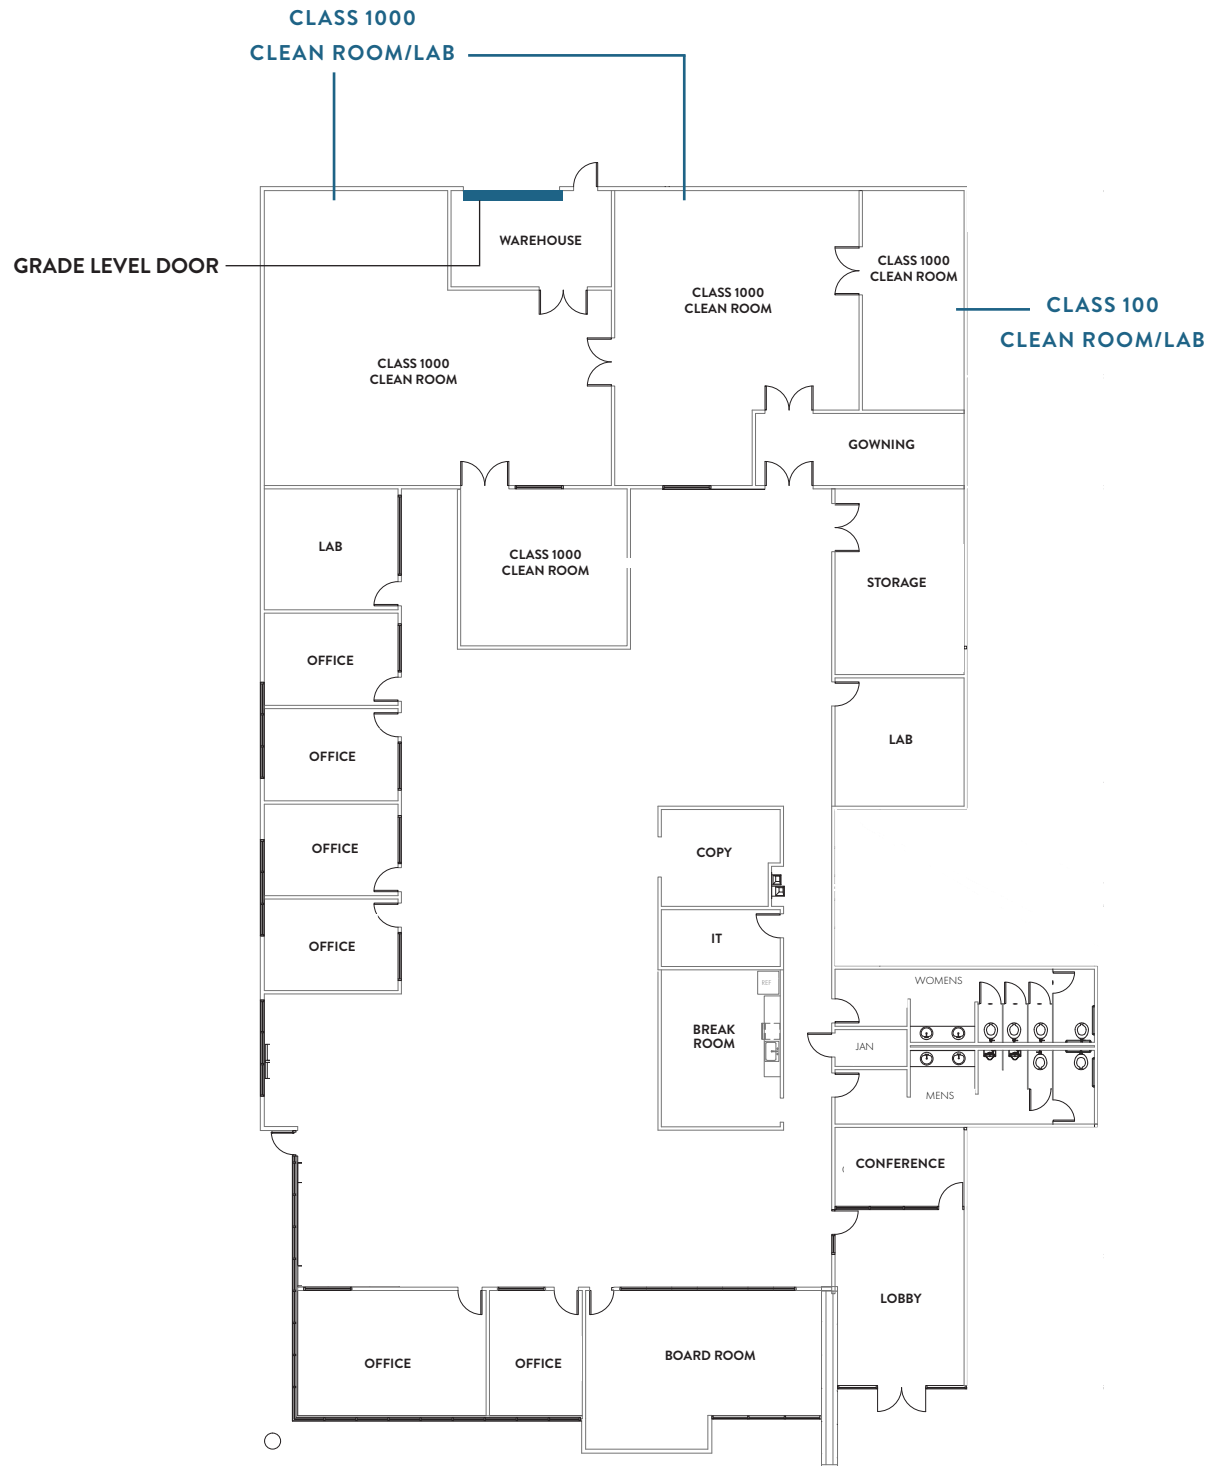 CLASS 1000
CLEAN ROOM/LAB
WAREHOUSE
GRADE LEVEL DOOR
CLASS 1000
CLEAN ROOM
CLASS 1000
CLEAN ROOM
CLASS 100
CLEAN ROOM/LAB
CLASS 1000
CLEAN ROOM
GOWNING
LAB
CLASS 1000
CLEAN ROOM
STORAGE
OFFICE
LAB
OFFICE
OFFICE
COPY
OFFICE
IT
REF
WOMENS
BREAK
ROOM
JAN
MENS
CONFERENCE
LOBBY
OFFICE
OFFICE
BOARD ROOM